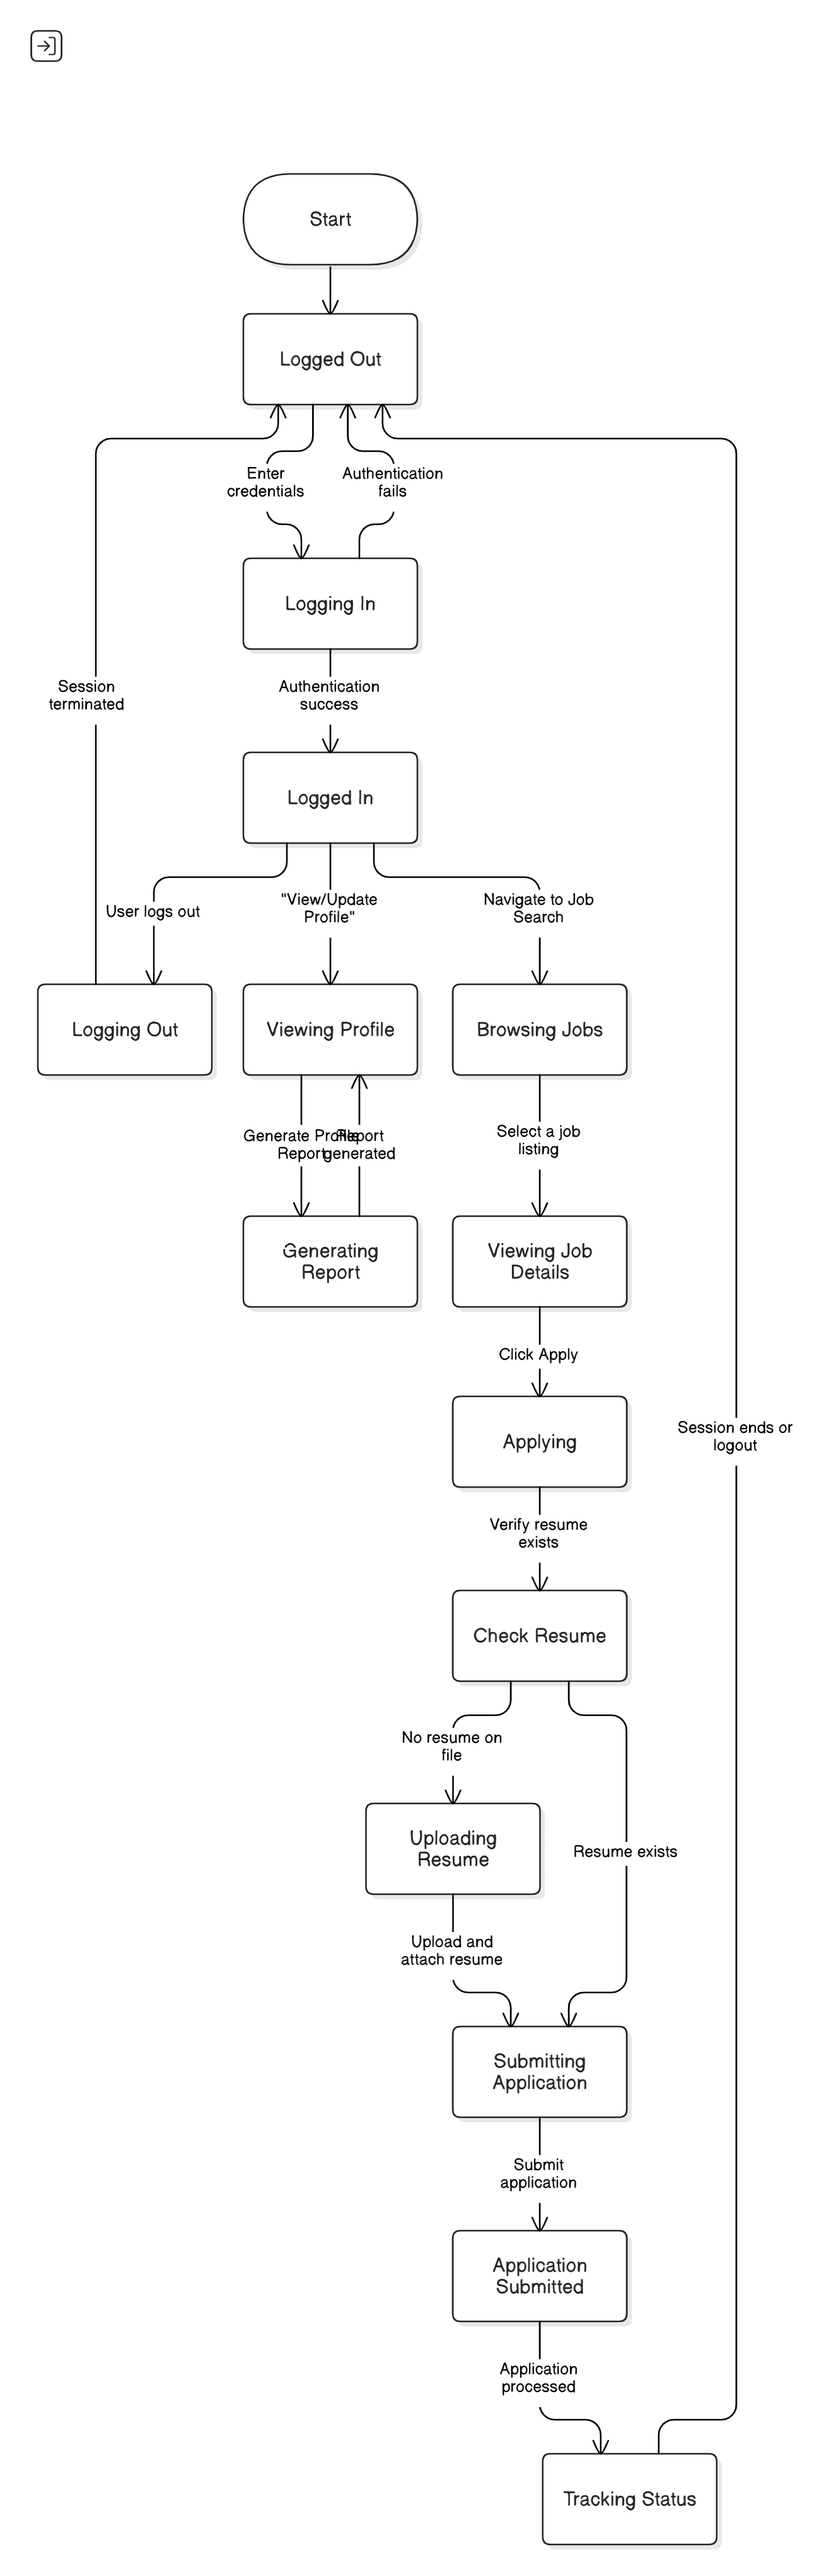 Start
Logged Out
Enter
credentials
Authentication
fails
Logging In
Session
terminated
Authentication
success
Logged In
User logs out
"View/Update
Profile"
Navigate to Job
Search
Logging Out
Viewing Profile
Browsing Jobs
Generate Profile
Report
Report
generated
Select a job
listing
Generating
Report
Viewing Job
Details
Click Apply
Applying
Session ends or
logout
Verify resume
exists
Check Resume
No resume on
file
Uploading
Resume
Resume exists
Upload and
attach resume
Submitting
Application
Submit
application
Application
Submitted
Application
processed
Tracking Status